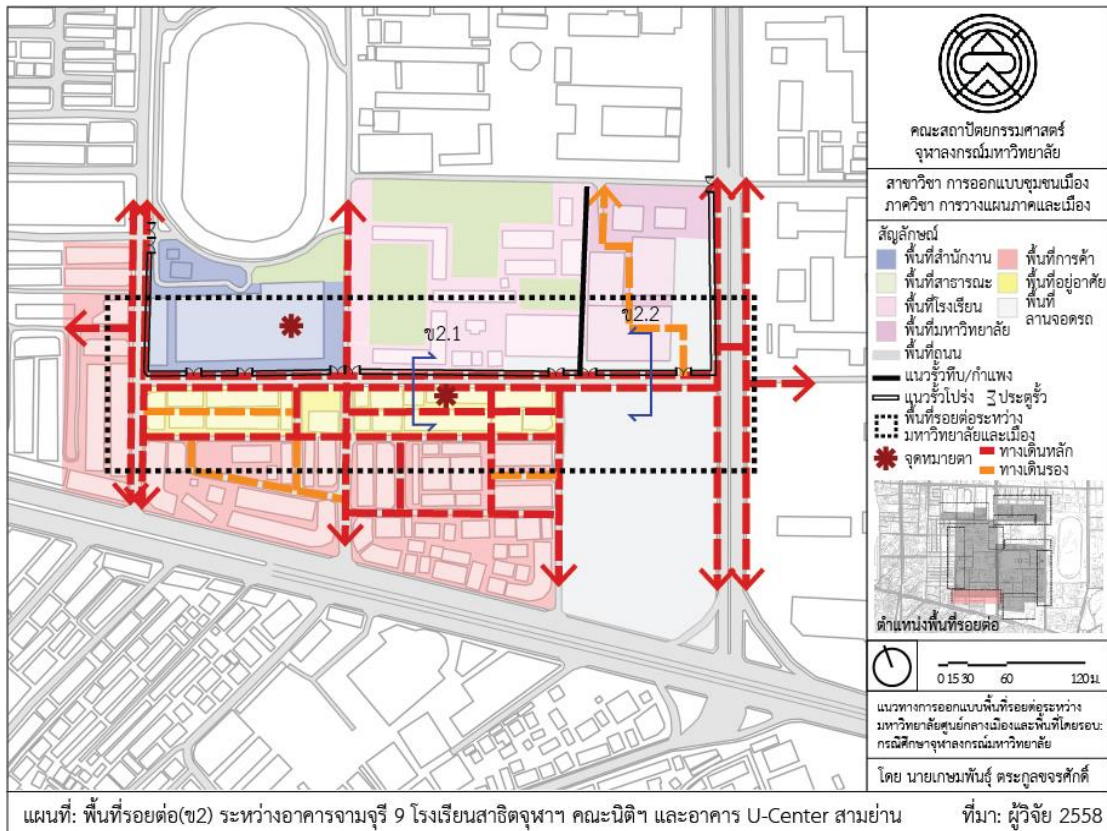 ข2.1
ข2.2
คณะสถาปัตยกรรมศาสตร์
จุฬาลงกรณ์มหาวิทยาลัย
สาขาวิชา การออกแบบชุมชนเมือง
ภาควิชา การวางแผนภาคและเมือง
สัญลักษณ์
พื้นที่สำนักงาน
พื้นที่การค้า
พื้นที่สาธารณะ
พื้นที่อยู่อาศัย
พื้นที่โรงเรียน
พื้นที่
ลานจอดรถ
พื้นที่มหาวิทยาลัย
พื้นที่ถนน
แนวรั้วทึบ/กำแพง
แนวรั้วโปร่ง
ประตูรั้ว
พื้นที่รอยต่อระหว่าง
มหาวิทยาลัยและเมือง
จุดหมายตา
ทางเดินหลัก
ทางเดินรอง
ตำแหน่งพื้นที่รอยต่อ
0 15 30 60 120ม.
แนวทางการออกแบบพื้นที่รอยต่อระหว่าง
มหาวิทยาลัยศูนย์กลางเมืองและพื้นที่โดยรอบ:
กรณีศึกษาจุฬาลงกรณ์มหาวิทยาลัย
โดย นายเกษมพันธุ์ ตระกูลขจรศักดิ์
แผนที่: พื้นที่รอยต่อ(ข2) ระหว่างอาคารจามจุรี 9 โรงเรียนสาธิตจุฬาฯ คณะนิติฯ และอาคาร U-Center สามย่าน ที่มา: ผู้วิจัย 2558